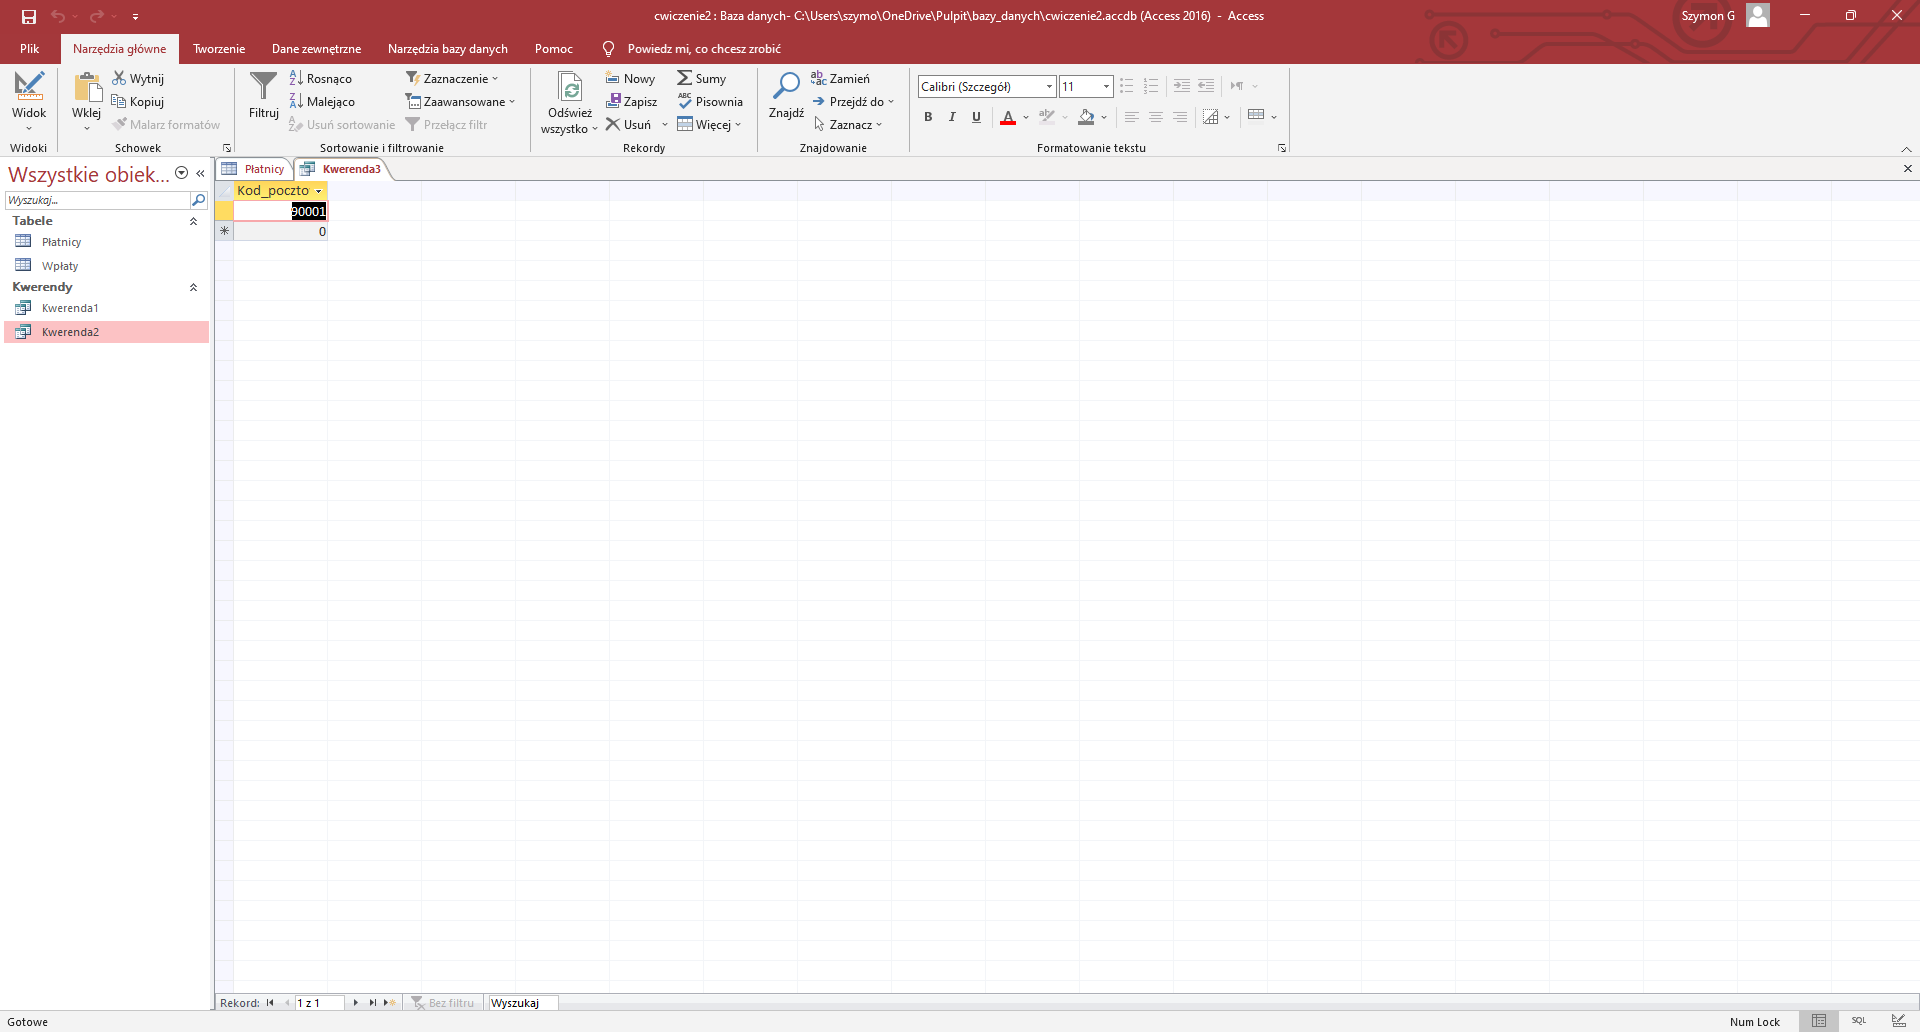 cwiczenie2 : Baza danych- C:\Users\szymo\OneDrive\Pulpit\bazy_danych\cwiczenie2.accdb (Access 2016)  -  Access
Szymon G
Plik
Narzędzia główne
Tworzenie
Dane zewnętrzne
Narzędzia bazy danych
Pomoc
Powiedz mi, co chcesz zrobić
Widok
Widoki
Wklej
Wytnij
Kopiuj
Malarz formatów
Schowek
Filtruj
Rosnąco
Malejąco
Usuń sortowanie
Zaznaczenie
Zaawansowane
Przełącz filtr
Sortowanie i filtrowanie
Odśwież
wszystko
Nowy
Zapisz
Usuń
Sumy
Pisownia
Więcej
Rekordy
Znajdź
Zamień
Przejdź do
Zaznacz
Znajdowanie
Calibri (Szczegół)
11
B I U
A
Formatowanie tekstu
Wszystkie obiek...
Wyszukaj...
Tabele
Płatnicy
Wpłaty
Kwerendy
Kwerenda1
Kwerenda2
Płatnicy
Kwerenda3
Kod_poczto
90001
0
Rekord:
1 z 1
Bez filtru
Wyszukaj
Gotowe
Num Lock
SQL